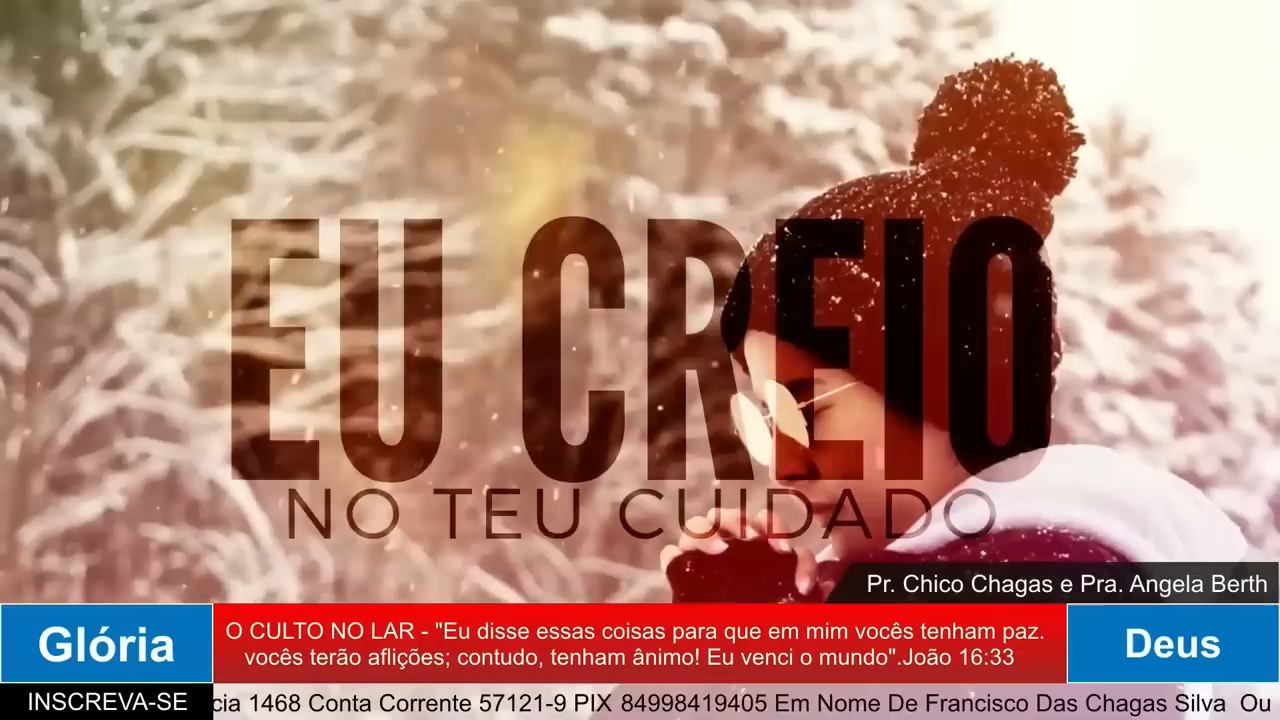 EU CREIO
NO TEU CUIDADO
Pr. Chico Chagas e Pra. Angela Berth
Glória
O CULTO NO LAR - "Eu disse essas coisas para que em mim vocês tenham paz.
vocês terão aflições; contudo, tenham ânimo! Eu venci o mundo".João 16:33
Deus
INSCREVA-SE
cia 1468 Conta Corrente 57121-9 PIX 84998419405 Em Nome De Francisco Das Chagas Silva Ou